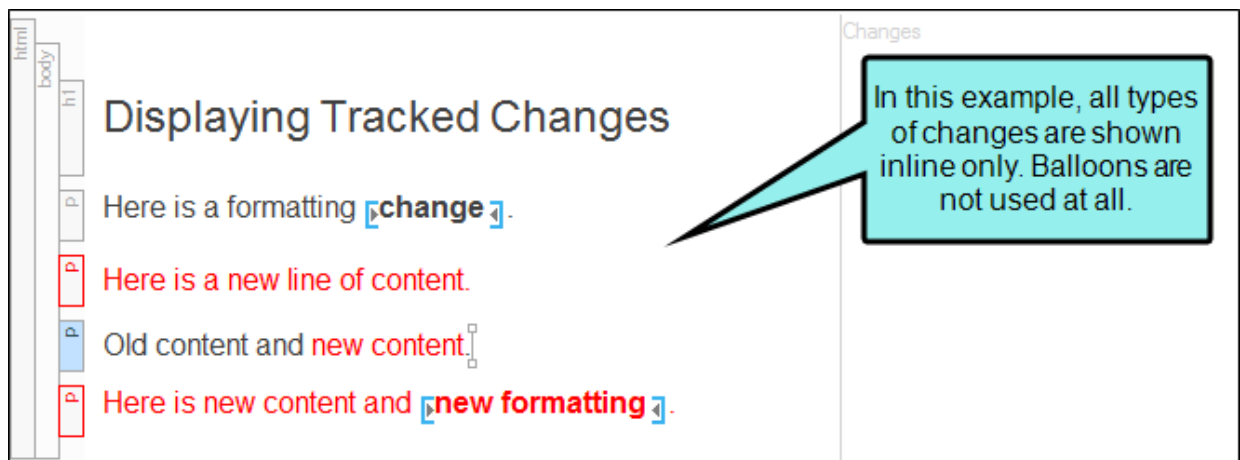 html
body
h1
Displaying Tracked Changes
p
Here is a formatting change .
p
Here is a new line of content.
p
Old content and new content.
p
Here is new content and new formatting .
Changes
In this example, all types
of changes are shown
inline only. Balloons are
not used at all.